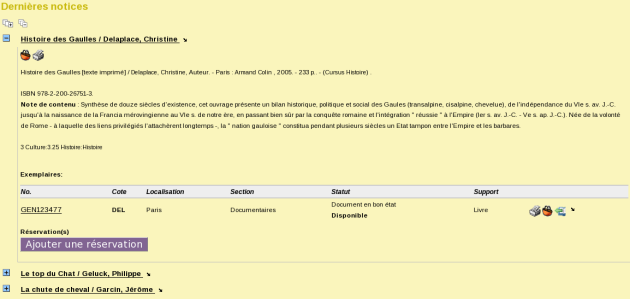 Dernières notices
Histoire des Gaulles / Delaplace, Christine
Histoire des Gaulles [texte imprimé] / Delaplace, Christine, Auteur. - Paris : Armand Colin , 2005. - 233 p.. - (Cursus Histoire) .
ISBN 978-2-200-26751-3.
Note de contenu : Synthèse de douze siècles d'existence, cet ouvrage présente un bilan historique, politique et social des Gaules (transalpine, cisalpine, chevelue), de l'indépendance du VIe s. av. J.-C.
jusqu'à la naissance de la Francia mérovingienne au VIe s. de notre ère, en passant bien sûr par la conquête romaine et l'intégration " réussie " à l'Empire (Ier s. av. J.-C. - Ve s. ap. J.-C.). Née de la volonté
de Rome - à laquelle des liens privilégiés l'attachèrent longtemps -, la " nation gauloise " constitua pendant plusieurs siècles un Etat tampon entre l'Empire et les barbares.
3 Culture:3.25 Histoire:Histoire
Exemplaires:
No. Cote Localisation Section Statut Support
GEN123477 DEL Paris Documentaires Document en bon état Disponible Livre
Réservation(s)
Ajouter une réservation
Le top du Chat / Geluck, Philippe
La chute de cheval / Garcin, Jérôme